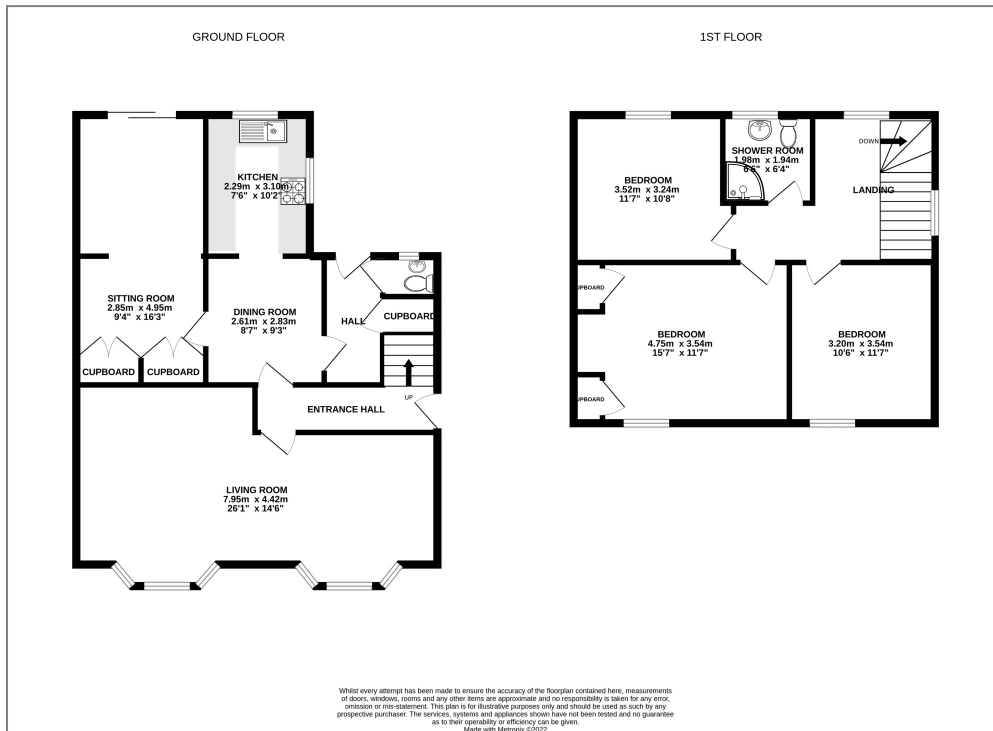 GROUND FLOOR
1ST FLOOR
KITCHEN
2.29m x 3.10m
7'6" x 10'2"
SITTING ROOM
2.85m x 4.95m
9'4" x 16'3"
DINING ROOM
2.61m x 2.83m
8'7" x 9'3"
HALL
CUPBOARD
CUPBOARD
CUPBOARD
UP
ENTRANCE HALL
LIVING ROOM
7.95m x 4.42m
26'1" x 14'6"
BEDROOM
3.52m x 3.24m
11'7" x 10'8"
SHOWER ROOM
1.98m x 1.94m
6'6" x 6'4"
DOWN
LANDING
UPBOARD
BEDROOM
4.75m x 3.54m
15'7" x 11'7"
UPBOARD
BEDROOM
3.20m x 3.54m
10'6" x 11'7"
Whilst every attempt has been made to ensure the accuracy of the floorplan contained here, measurements
of doors, windows, rooms and any other items are approximate and no responsibility is taken for any error,
omission or mis-statement. This plan is for illustrative purposes only and should be used as such by any
prospective purchaser. The services, systems and appliances shown have not been tested and no guarantee
as to their operability or efficiency can be given.
Made with Metropix ©2022